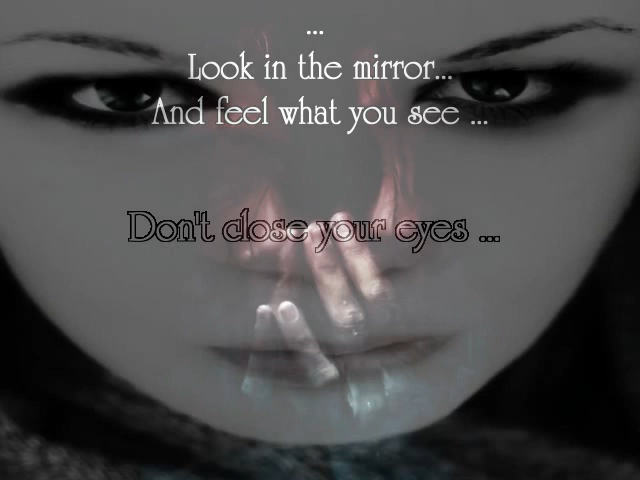 ...
Look in the mirror...
And feel what you see ...
Don't close your eyes ...